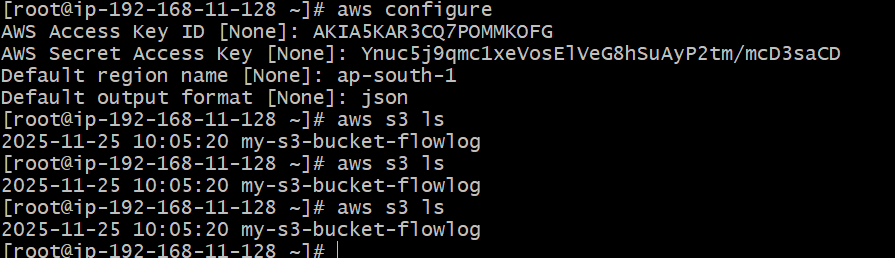 [root@ip-192-168-11-128 ~]# aws configure
AWS Access Key ID [None]: AKIA5KAR3CQ7POMMKOFG
AWS Secret Access Key [None]: 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
Default region name [None]: ap-south-1
Default output format [None]: json
[root@ip-192-168-11-128 ~]# aws s3 ls
2025-11-25 10:05:20 my-s3-bucket-flowlog
[root@ip-192-168-11-128 ~]# aws s3 ls
2025-11-25 10:05:20 my-s3-bucket-flowlog
[root@ip-192-168-11-128 ~]# aws s3 ls
2025-11-25 10:05:20 my-s3-bucket-flowlog
[root@ip-192-168-11-128 ~]#